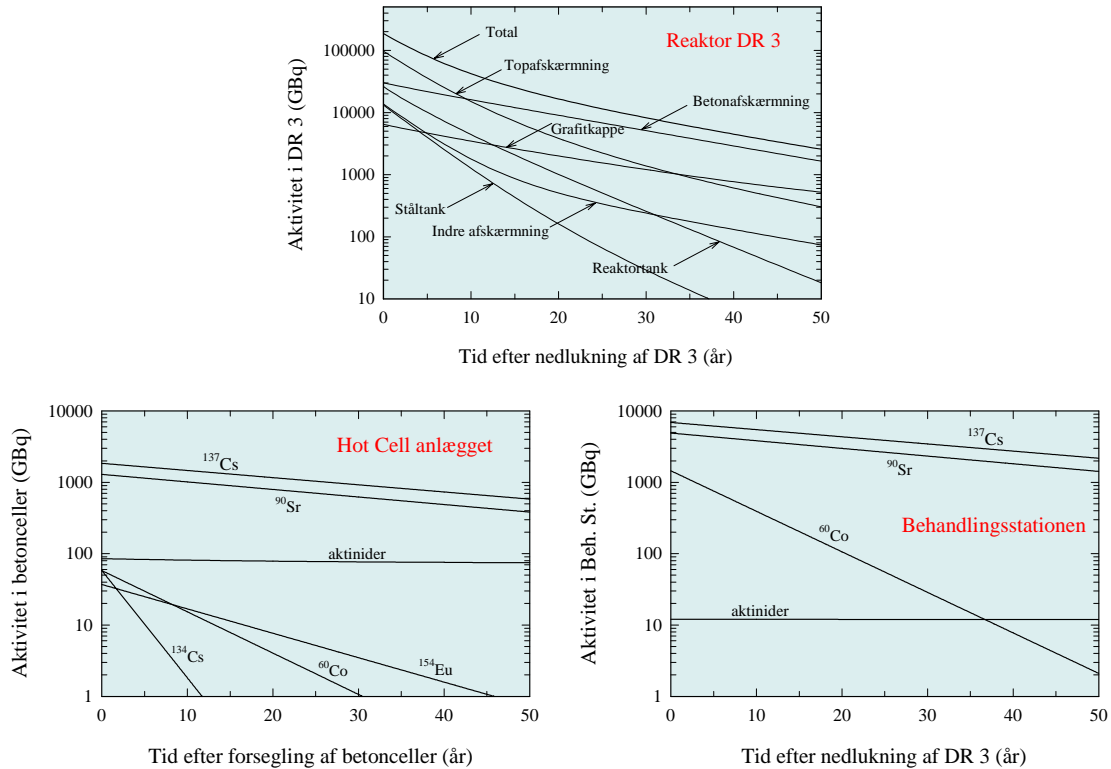 Reaktor DR 3
Aktivitet i DR 3 (GBq)
100000
10000
1000
100
10
Total
Topafskærmning
Betonafskærmning
Grafitkappe
Ståltank
Indre afskærmning
Reaktortank
0 10 20 30 40 50
Tid efter nedlukning af DR 3 (år)
Hot Cell anlægget
Aktivitet i betonceller (GBq)
10000
1000
100
10
1
137Cs
90Sr
aktinider
134Cs
60Co
154Eu
0 10 20 30 40 50
Tid efter forsegling af betonceller (år)
Behandlingsstationen
Aktivitet i Beh. St. (GBq)
10000
1000
100
10
1
137Cs
90Sr
60Co
aktinider
0 10 20 30 40 50
Tid efter nedlukning af DR 3 (år)